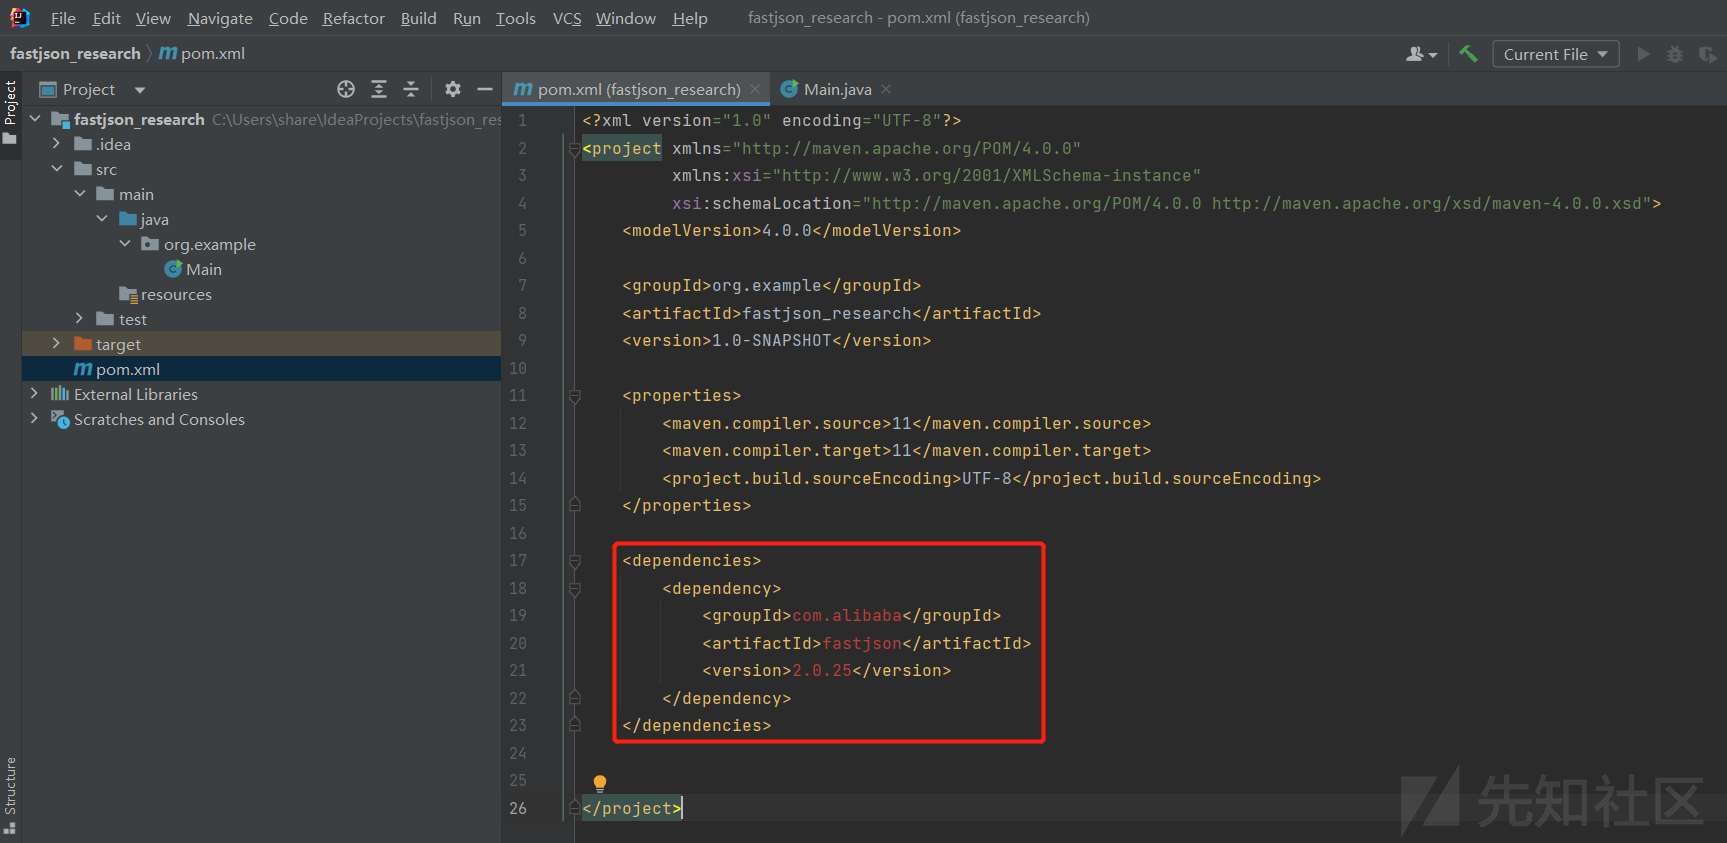 File Edit View Navigate Code Refactor Build Run Tools VCS Window Help fastjson_research - pom.xml (fastjson_research)
fastjson_research pom.xml Current File
Project
Project
pom.xml (fastjson_research) Main.java
fastjson_research C:\Users\share\IdeaProjects\fastjson_res
.idea
src
main
java
org.example
Main
resources
test
target
pom.xml
External Libraries
Scratches and Consoles
Structure
1 <?xml version="1.0" encoding="UTF-8"?>
2 <project xmlns="http://maven.apache.org/POM/4.0.0"
3 xmlns:xsi="http://www.w3.org/2001/XMLSchema-instance"
4 xsi:schemaLocation="http://maven.apache.org/POM/4.0.0 http://maven.apache.org/xsd/maven-4.0.0.xsd">
5 <modelVersion>4.0.0</modelVersion>
6
7 <groupId>org.example</groupId>
8 <artifactId>fastjson_research</artifactId>
9 <version>1.0-SNAPSHOT</version>
10
11 <properties>
12 <maven.compiler.source>11</maven.compiler.source>
13 <maven.compiler.target>11</maven.compiler.target>
14 <project.build.sourceEncoding>UTF-8</project.build.sourceEncoding>
15 </properties>
16
17 <dependencies>
18 <dependency>
19 <groupId>com.alibaba</groupId>
20 <artifactId>fastjson</artifactId>
21 <version>2.0.25</version>
22 </dependency>
23 </dependencies>
24
25
26 </project>
先知社区